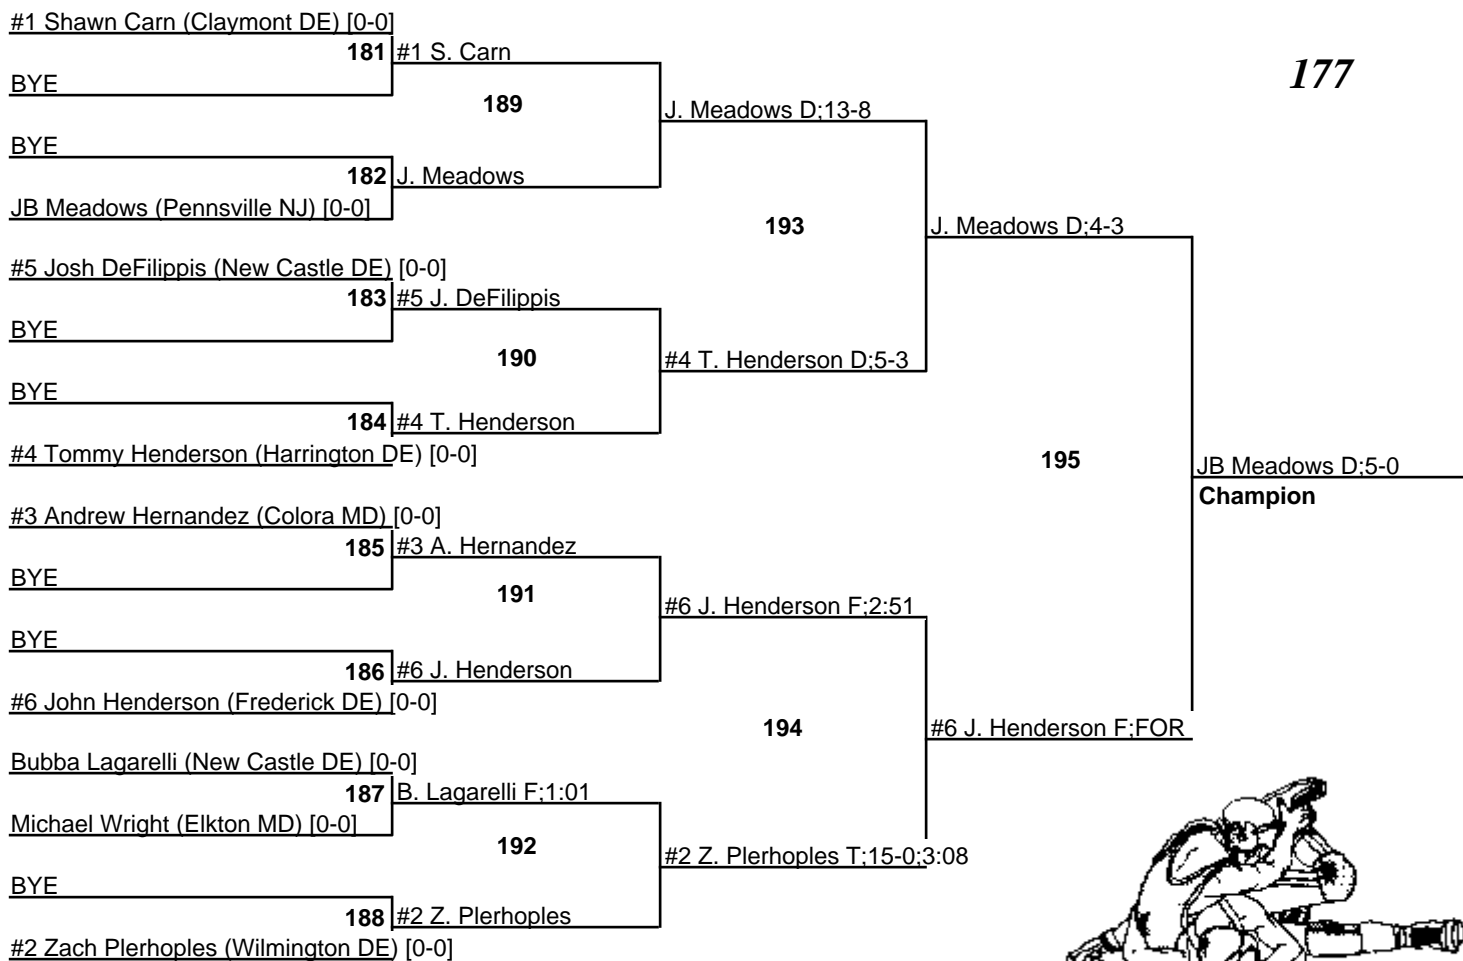 #1 Shawn Carn (Claymont DE) [0-0]
181 #1 S. Carn
177
BYE
189
J. Meadows D;13-8
BYE
182 J. Meadows
JB Meadows (Pennsville NJ) [0-0]
193
J. Meadows D;4-3
#5 Josh DeFilippis (New Castle DE) [0-0]
183 #5 J. DeFilippis
BYE
190
#4 T. Henderson D;5-3
BYE
184 #4 T. Henderson
#4 Tommy Henderson (Harrington DE) [0-0]
195
JB Meadows D;5-0
Champion
#3 Andrew Hernandez (Colora MD) [0-0]
185 #3 A. Hernandez
BYE
191
#6 J. Henderson F;2:51
BYE
186 #6 J. Henderson
#6 John Henderson (Frederick DE) [0-0]
194
#6 J. Henderson F;FOR
Bubba Lagarelli (New Castle DE) [0-0]
187 B. Lagarelli F;1:01
Michael Wright (Elkton MD) [0-0]
192
#2 Z. Plerhoples T;15-0;3:08
BYE
188 #2 Z. Plerhoples
#2 Zach Plerhoples (Wilmington DE) [0-0]